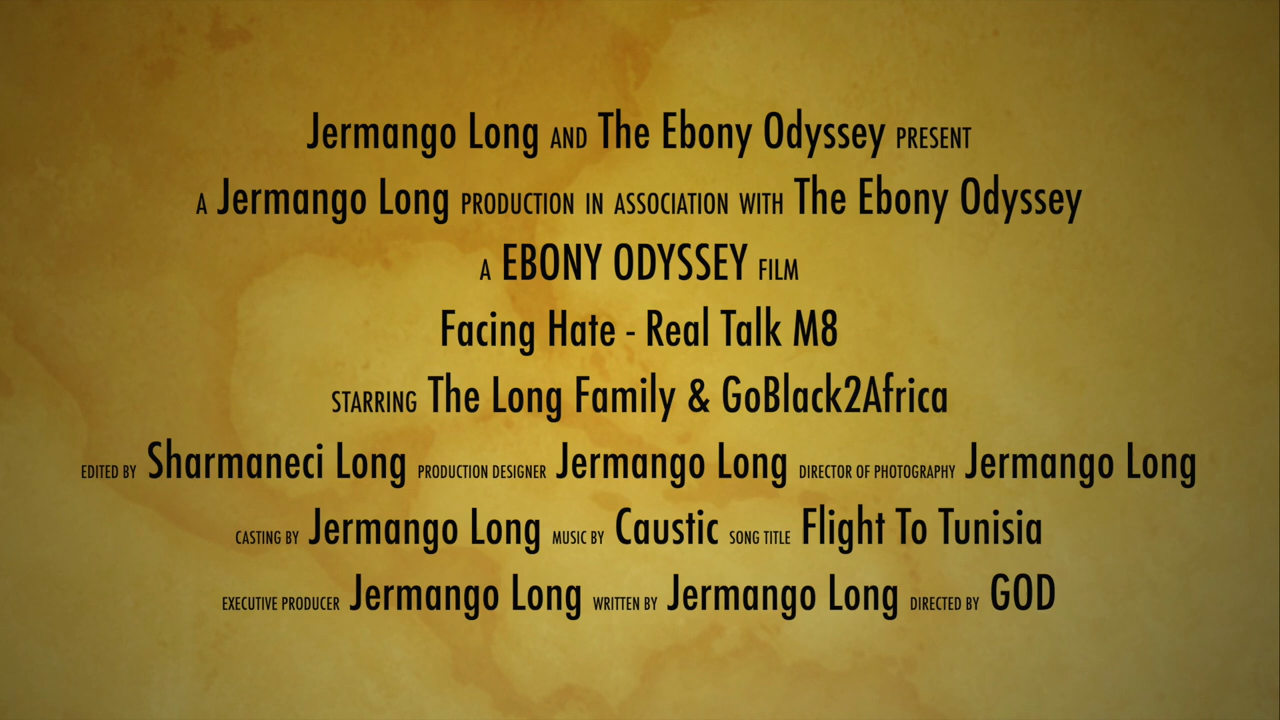 Jermango Long AND The Ebony Odyssey PRESENT
A Jermango Long PRODUCTION IN ASSOCIATION WITH The Ebony Odyssey
A EBONY ODYSSEY FILM
Facing Hate - Real Talk M8
STARRING The Long Family & GoBlack2Africa
EDITED BY Sharmaneci Long PRODUCTION DESIGNER Jermango Long DIRECTOR OF PHOTOGRAPHY Jermango Long
CASTING BY Jermango Long MUSIC BY Caustic SONG TITLE Flight To Tunisia
EXECUTIVE PRODUCER Jermango Long WRITTEN BY Jermango Long DIRECTED BY GOD